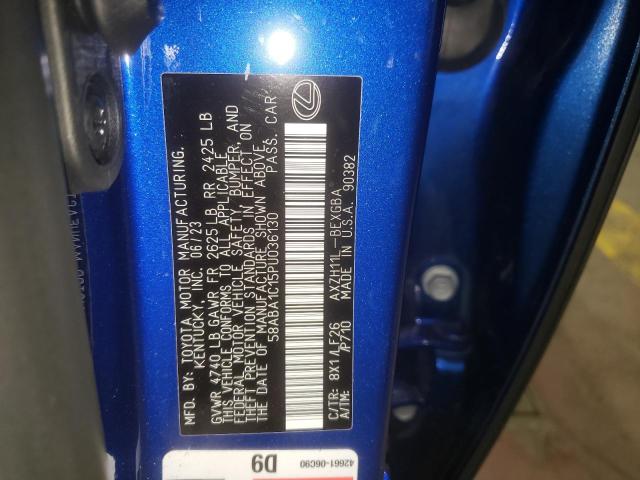 MFD. BY: TOYOTA MOTOR MANUFACTURING.
KENTUCKY, INC. 06/23
GVWR 4740 LB GAWR FR 2625 LB RR 2425 LB
THIS VEHICLE CONFORMS TO ALL APPLICABLE
FEDERAL MOTOR VEHICLE SAFETY, BUMPER, AND
THEFT PREVENTION STANDARDS IN EFFECT ON
THE DATE OF MANUFACTURE SHOWN ABOVE.
58ABA1C15PU036130 PASS. CAR
C/TR: 8X1/LF26 AXZH11L-BEXGBA
A/TM: /P710 MADE IN U.S.A. 90382
D9 42661-06C90